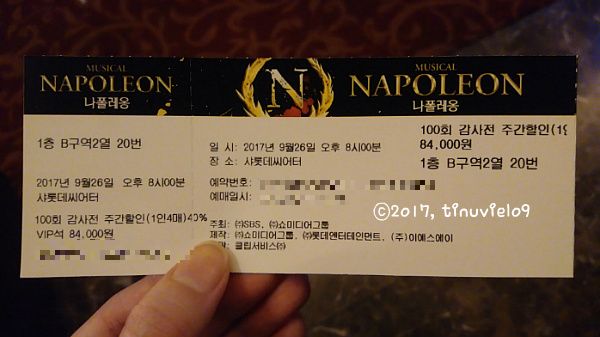 MUSICAL
NAPOLEON
나폴레옹
1층 B구역2열 20번
2017년 9월26일 오후 8시00분
샤롯데씨어터
100회 감사전 주간할인(1인4매)40%
VIP석 84,000원
MUSICAL
N NAPOLEON
나폴레옹
100회 감사전 주간할인(1인
84,000원
일 시: 2017년 9월26일 오후 8시00분
장 소: 샤롯데씨어터
1층 B구역2열 20번
예약번호:
예매일시:
©2017, tinuviel09
주최: ㈜SBS, ㈜쇼미디어그룹
제작: ㈜쇼미디어그룹, ㈜롯데엔터테인먼트, (주)이에스에이
클립서비스㈜